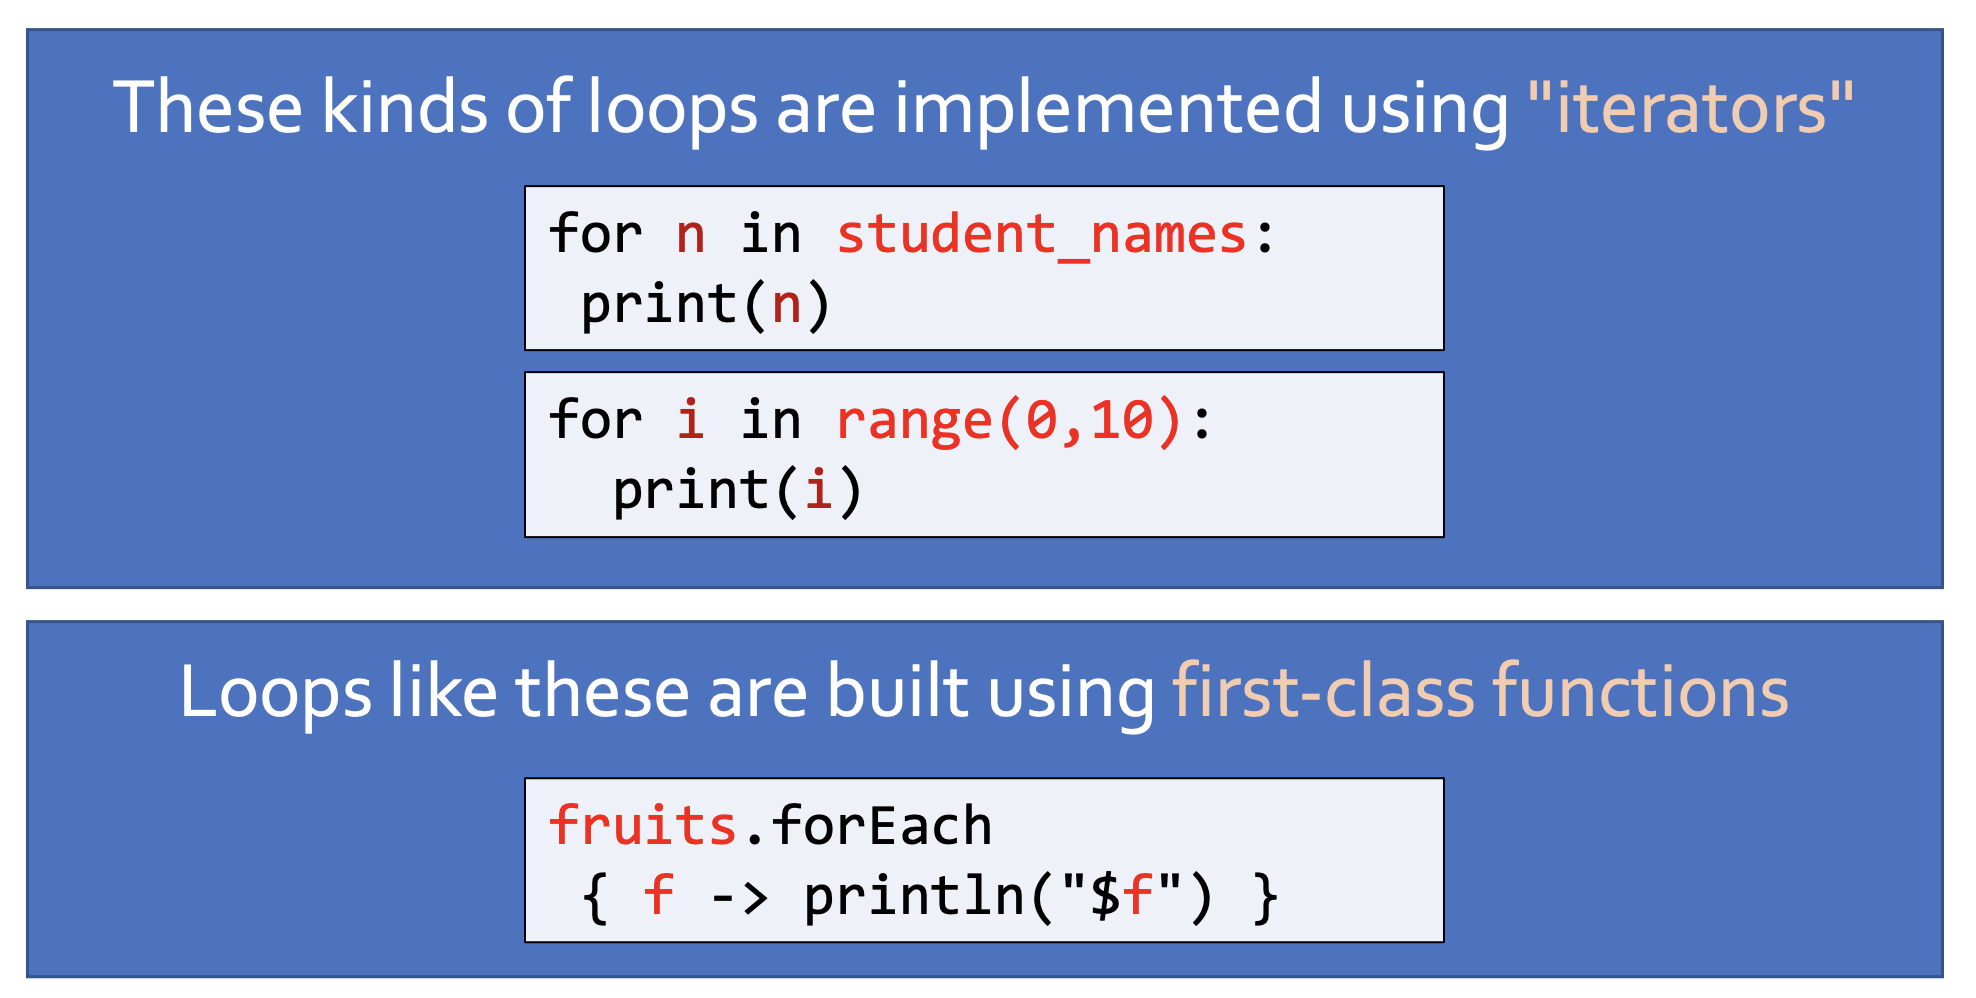 These kinds of loops are implemented using "iterators"
for n in student_names:
 print(n)
for i in range(0,10):
  print(i)
Loops like these are built using first-class functions
fruits.forEach
 { f -> println("$f") }